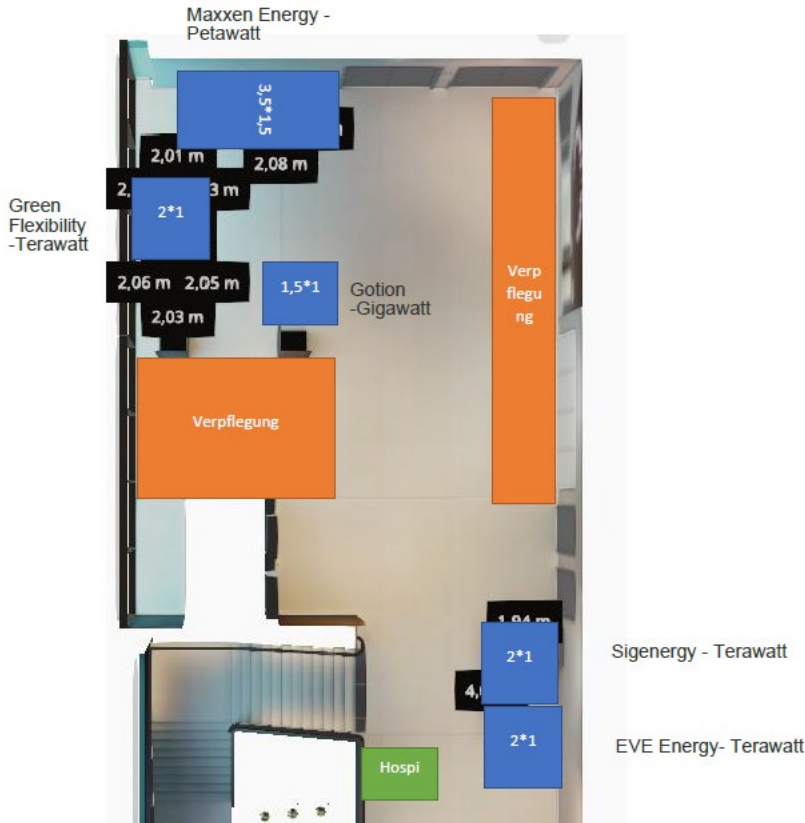 Maxxen Energy -
Petawatt
3,5*1,5
2,01 m
2,08 m
3 m
Green
Flexibility
-Terawatt
2*1
2,06 m
2,05 m
1,5*1
Gotion
-Gigawatt
2,03 m
Verp
flegu
ng
Verpflegung
1,94 m
2*1
Sigenergy - Terawatt
2*1
EVE Energy- Terawatt
Hospi